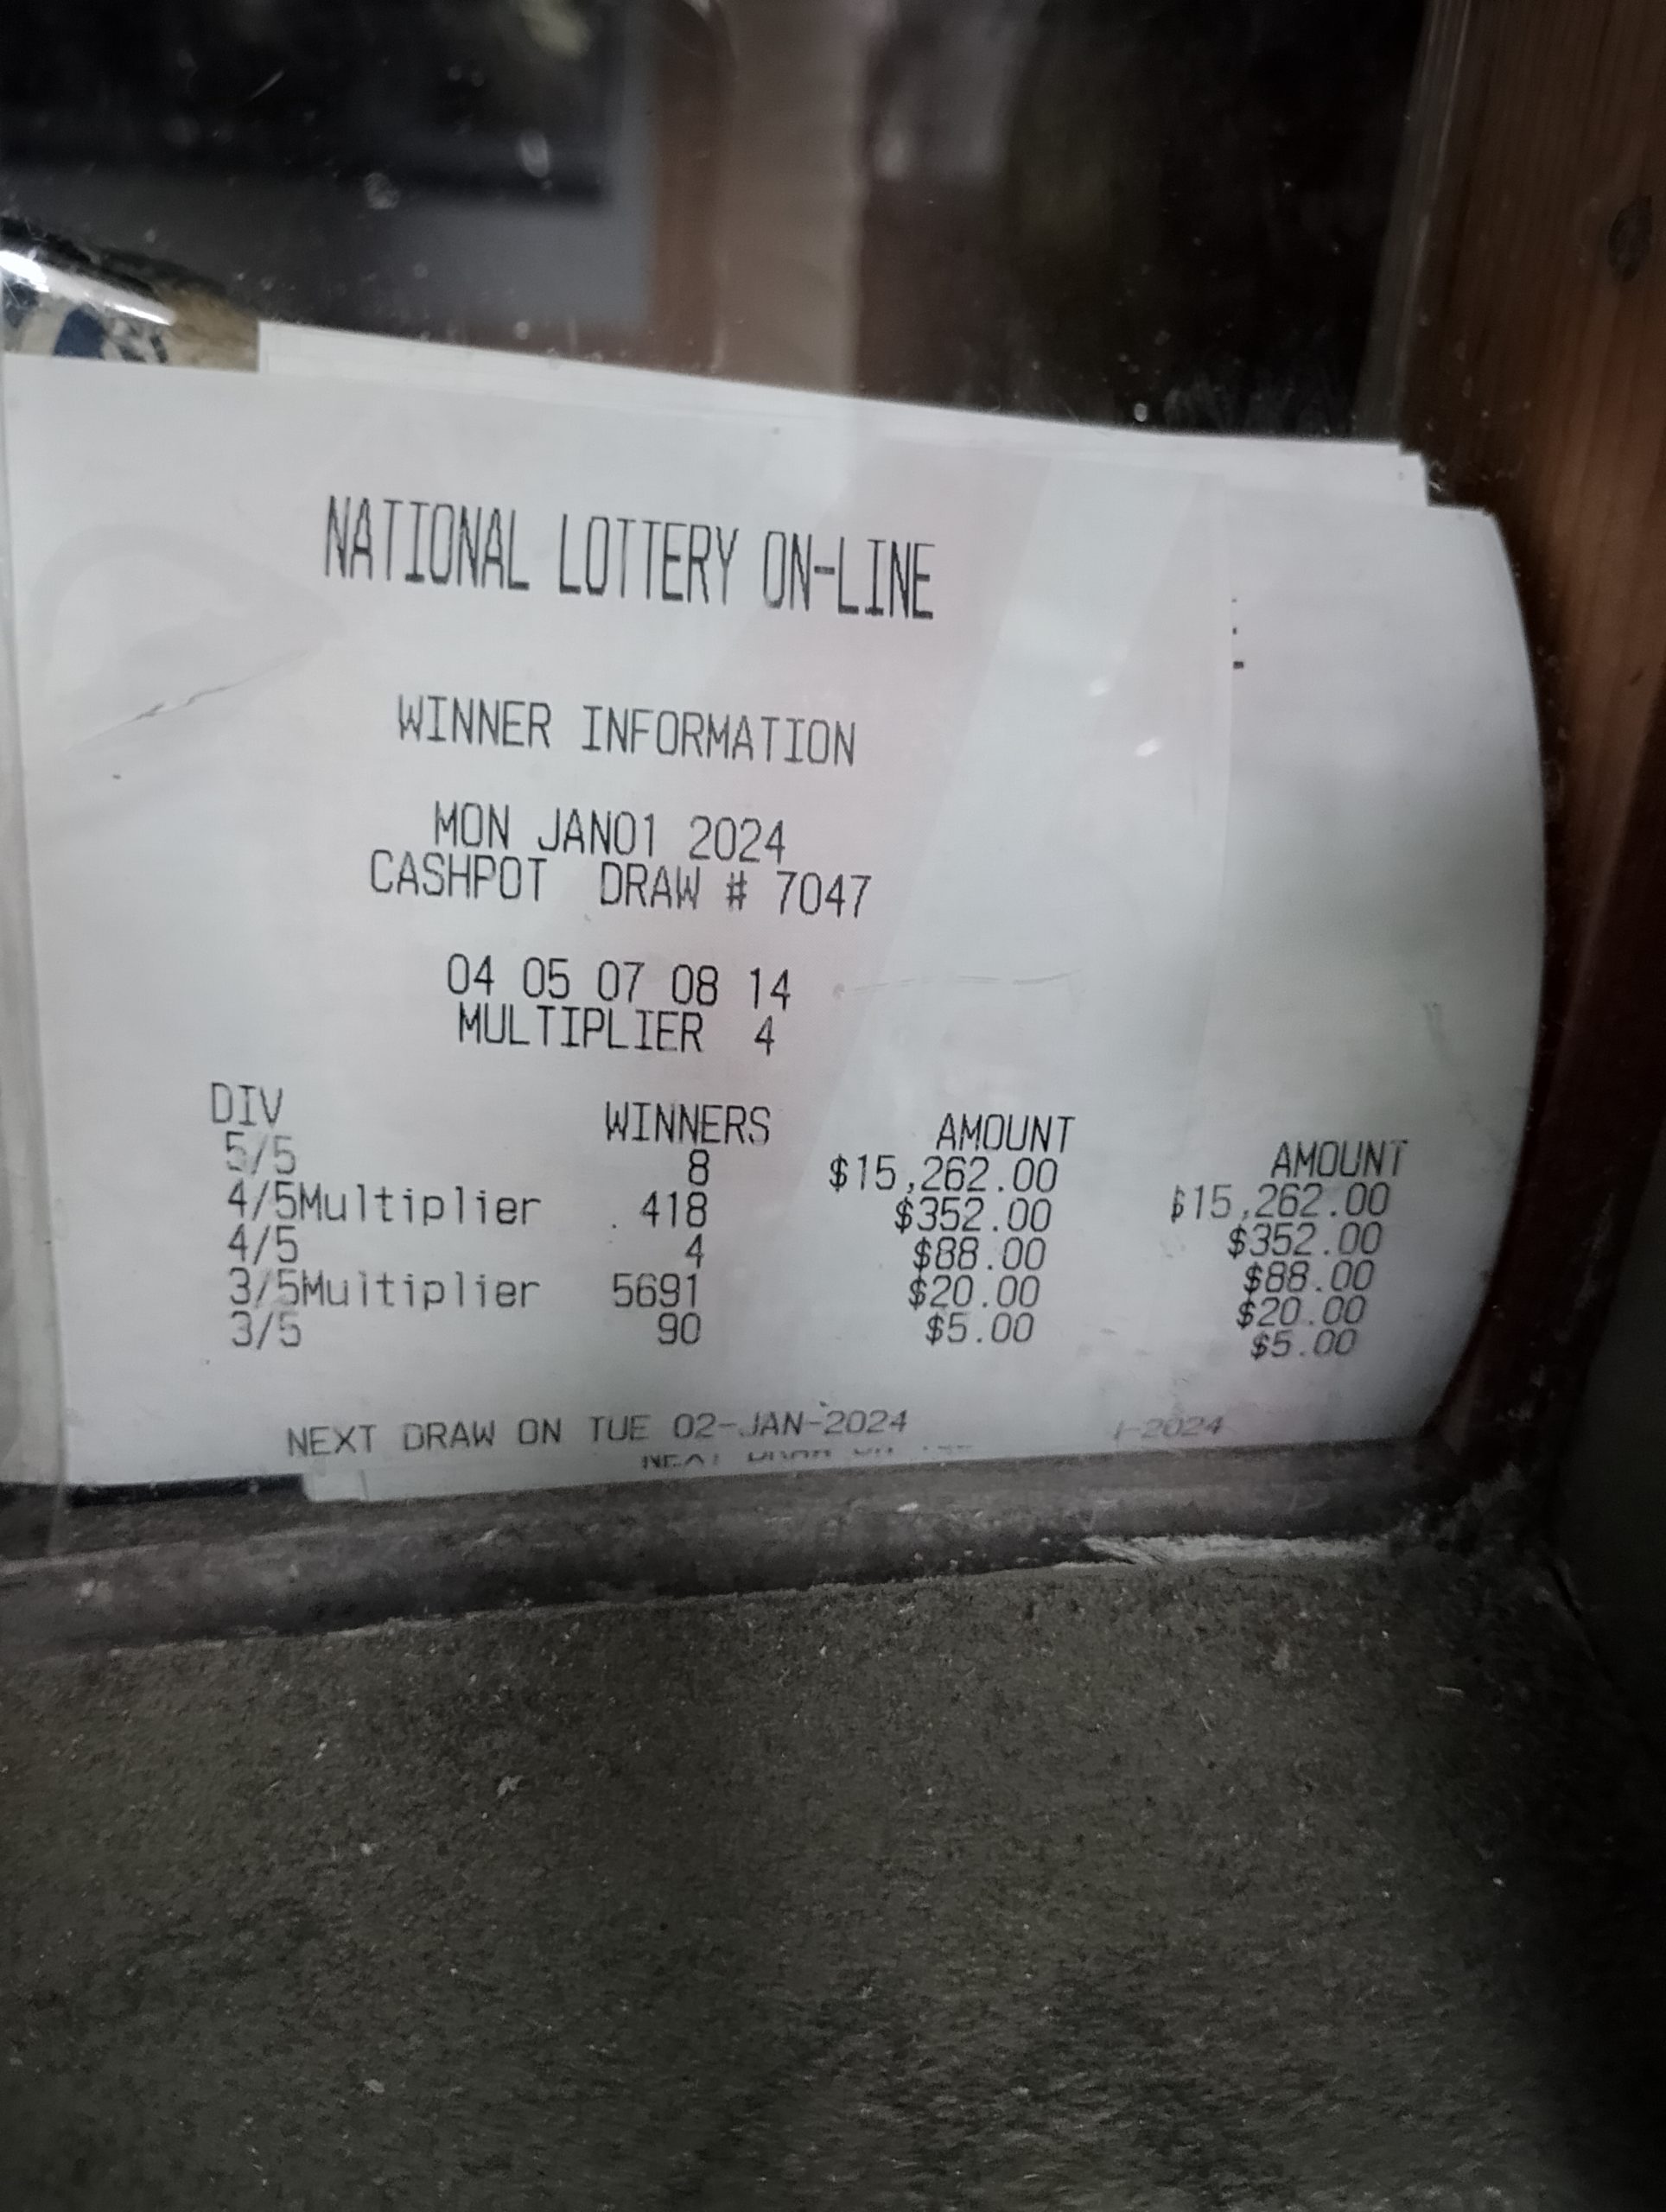 NATIONAL LOTTERY ON-LINE
WINNER INFORMATION
MON JAN01 2024
CASHPOT DRAW # 7047
04 05 07 08 14
MULTIPLIER 4
DIV WINNERS AMOUNT AMOUNT
5/5 8 $15,262.00 $15,262.00
4/5Multiplier 418 $352.00 $352.00
4/5 4 $88.00 $88.00
3/5Multiplier 5691 $20.00 $20.00
3/5 90 $5.00 $5.00
NEXT DRAW ON TUE 02-JAN-2024 -2024